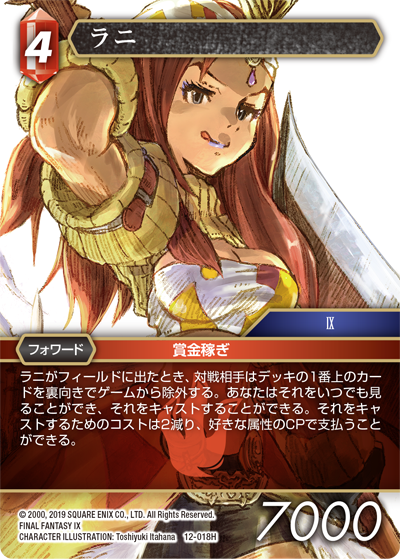 4
ラニ
IX
フォワード
賞金稼ぎ
ラニがフィールドに出たとき、対戦相手はデッキの1番上のカー
ドを裏向きでゲームから除外する。あなたはそれをいつでも見
ることができ、それをキャストすることができる。それをキャ
ストするためのコストは2減り、好きな属性のCPで支払うこと
ができる。
© 2000, 2019 SQUARE ENIX CO., LTD. All Rights Reserved.
FINAL FANTASY IX
CHARACTER ILLUSTRATION: Toshiyuki Itahana 12-018H
7000